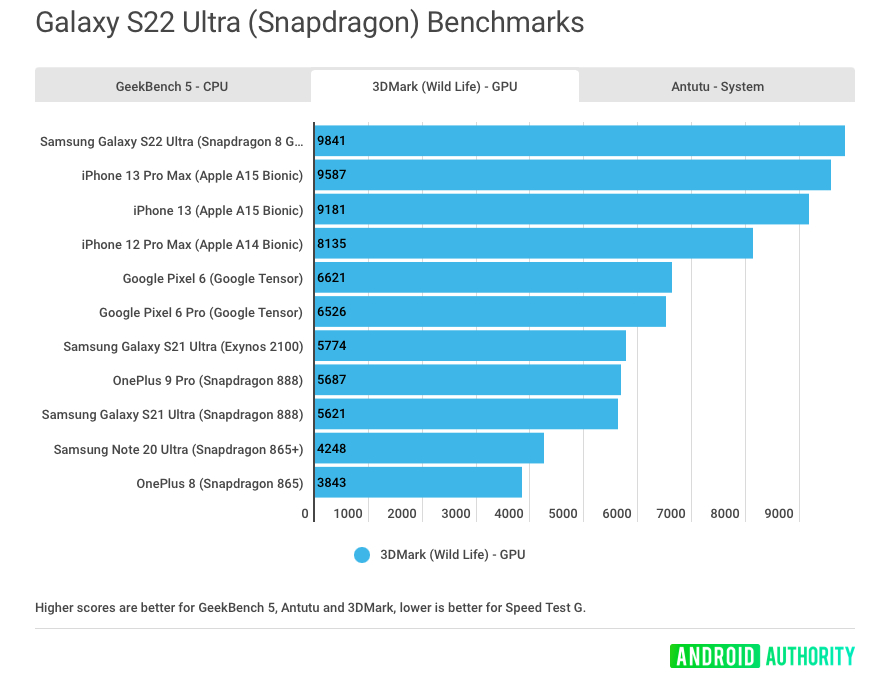 Galaxy S22 Ultra (Snapdragon) Benchmarks
GeekBench 5 - CPU
3DMark (Wild Life) - GPU
Antutu - System
Samsung Galaxy S22 Ultra (Snapdragon 8 G... 9841
iPhone 13 Pro Max (Apple A15 Bionic) 9587
iPhone 13 (Apple A15 Bionic) 9181
iPhone 12 Pro Max (Apple A14 Bionic) 8135
Google Pixel 6 (Google Tensor) 6621
Google Pixel 6 Pro (Google Tensor) 6526
Samsung Galaxy S21 Ultra (Exynos 2100) 5774
OnePlus 9 Pro (Snapdragon 888) 5687
Samsung Galaxy S21 Ultra (Snapdragon 888) 5621
Samsung Note 20 Ultra (Snapdragon 865+) 4248
OnePlus 8 (Snapdragon 865) 3843
0 1000 2000 3000 4000 5000 6000 7000 8000 9000
3DMark (Wild Life) - GPU
Higher scores are better for GeekBench 5, Antutu and 3DMark, lower is better for Speed Test G.
ANDROID AUTHORITY